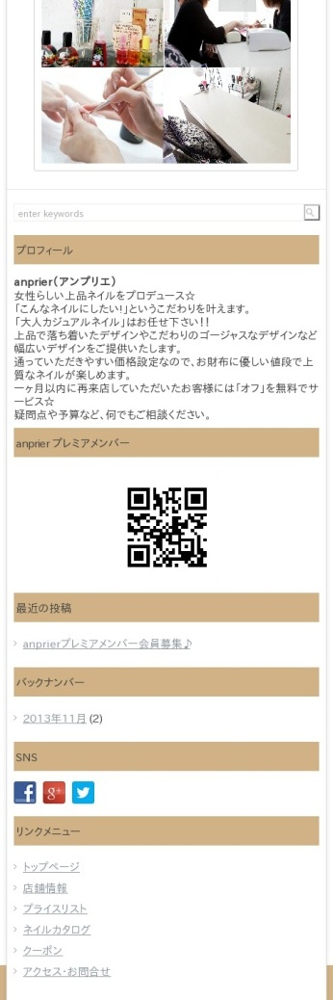 enter keywords
プロフィール
anprier(アンプリエ)
女性らしい上品ネイルをプロデュース☆
「こんなネイルにしたい!」というこだわりを叶えます。
「大人カジュアルネイル」はお任せ下さい!!
上品で落ち着いたデザインやこだわりのゴージャスなデザインなど
幅広いデザインをご提供いたします。
通っていただきやすい価格設定なので、お財布に優しい値段で上
質なネイルが楽しめます。
一ヶ月以内に再来店していただいたお客様には「オフ」を無料でサ
ービス☆
疑問点や予算など、何でもご相談ください。
anprier プレミアメンバー
最近の投稿
anprierプレミアメンバー会員募集♪
バックナンバー
2013年11月 (2)
SNS
リンクメニュー
トップページ
店舗情報
プライスリスト
ネイルカタログ
クーポン
アクセス・お問合せ